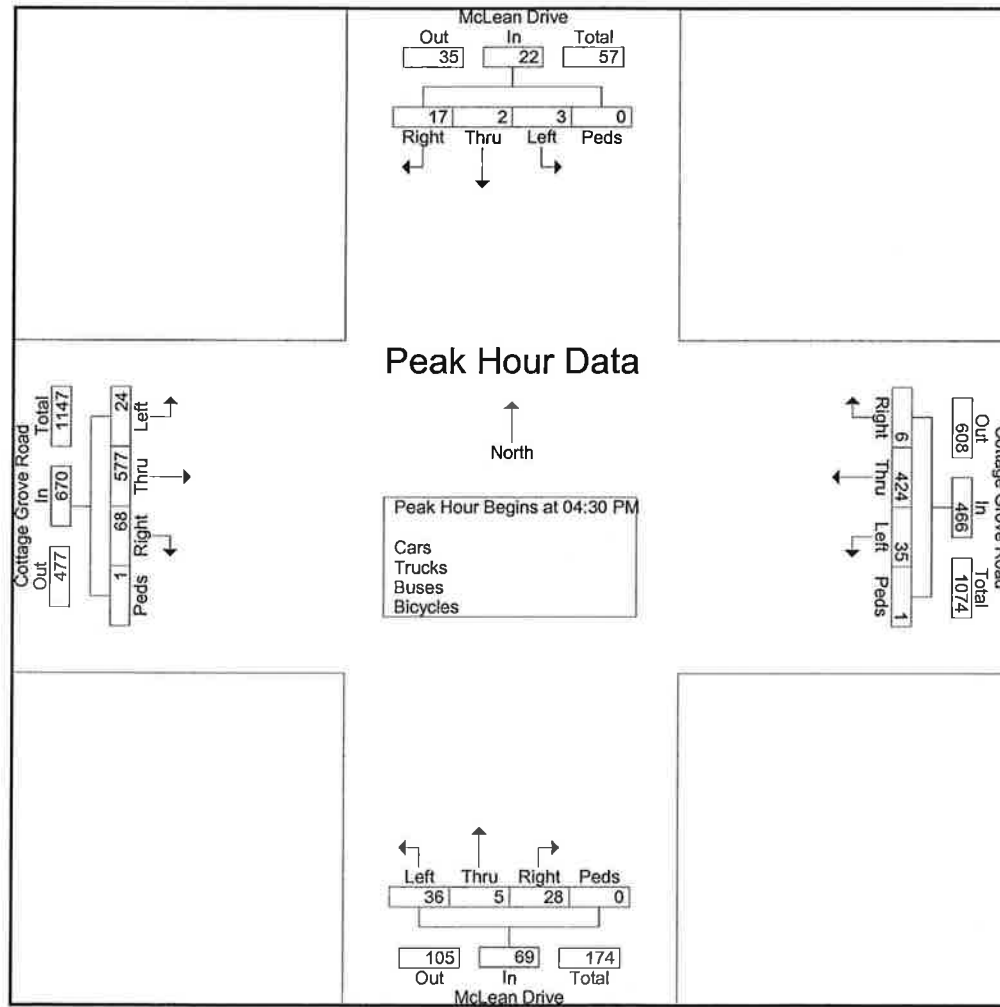 McLean Drive
Out In Total
35 22 57
17 2 3 0
Right Thru Left Peds
Peak Hour Data
North
Peak Hour Begins at 04:30 PM
Cars
Trucks
Buses
Bicycles
Cottage Grove Road
Out In Total
477 670 1147
1 68 577 24
Peds Right Thru Left
Cottage Grove Road
Out In Total
608 466 1074
6 424 35 1
Right Thru Left Peds
Left Thru Right Peds
36 5 28 0
105 69 174
Out In Total
McLean Drive